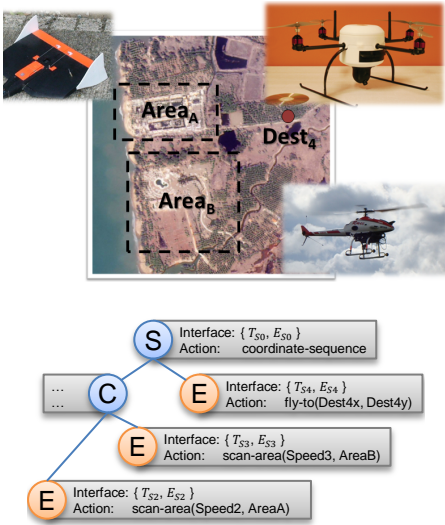 Area_A
Dest_4
Area_B
S
Interface: { T_S0, E_S0 }
Action: coordinate-sequence
...
...
C
E
Interface: { T_S4, E_S4 }
Action: fly-to(Dest4x, Dest4y)
E
Interface: { T_S3, E_S3 }
Action: scan-area(Speed3, AreaB)
E
Interface: { T_S2, E_S2 }
Action: scan-area(Speed2, AreaA)